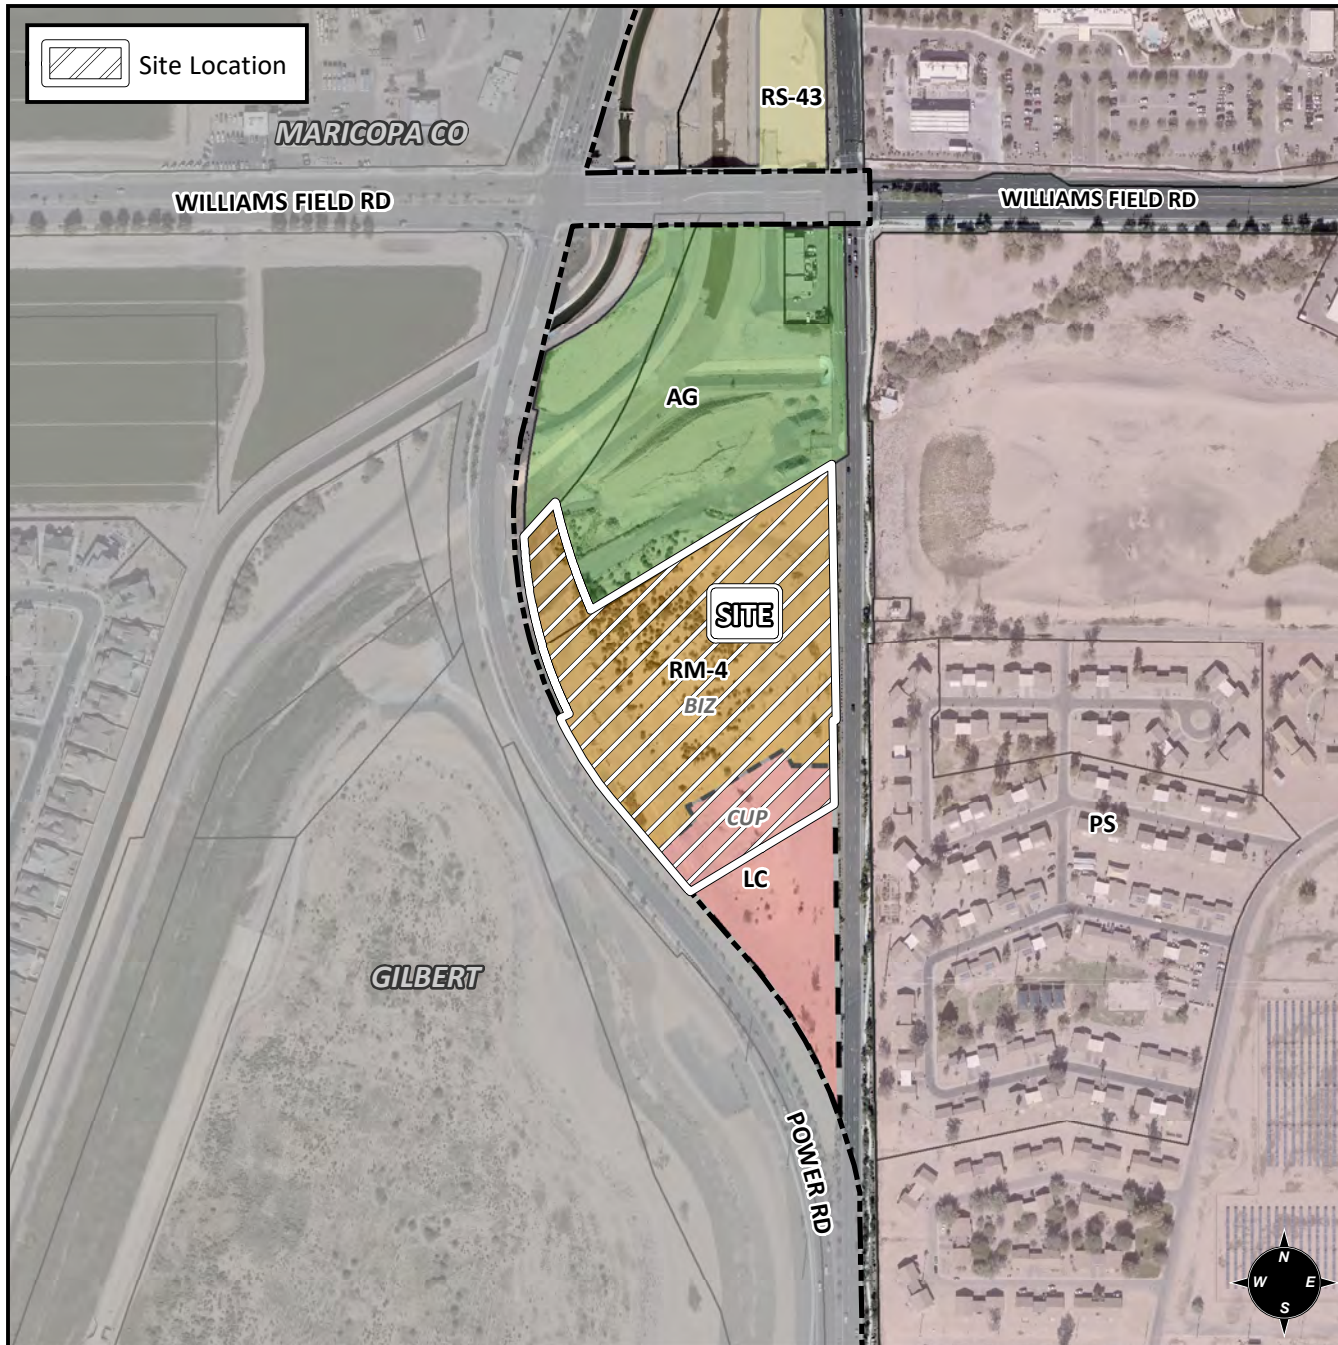 Site Location
RS-43
MARICOPA CO
WILLIAMS FIELD RD
WILLIAMS FIELD RD
AG
SITE
RM-4
BIZ
CUP
PS
LC
GILBERT
POWER RD
N
W E
S